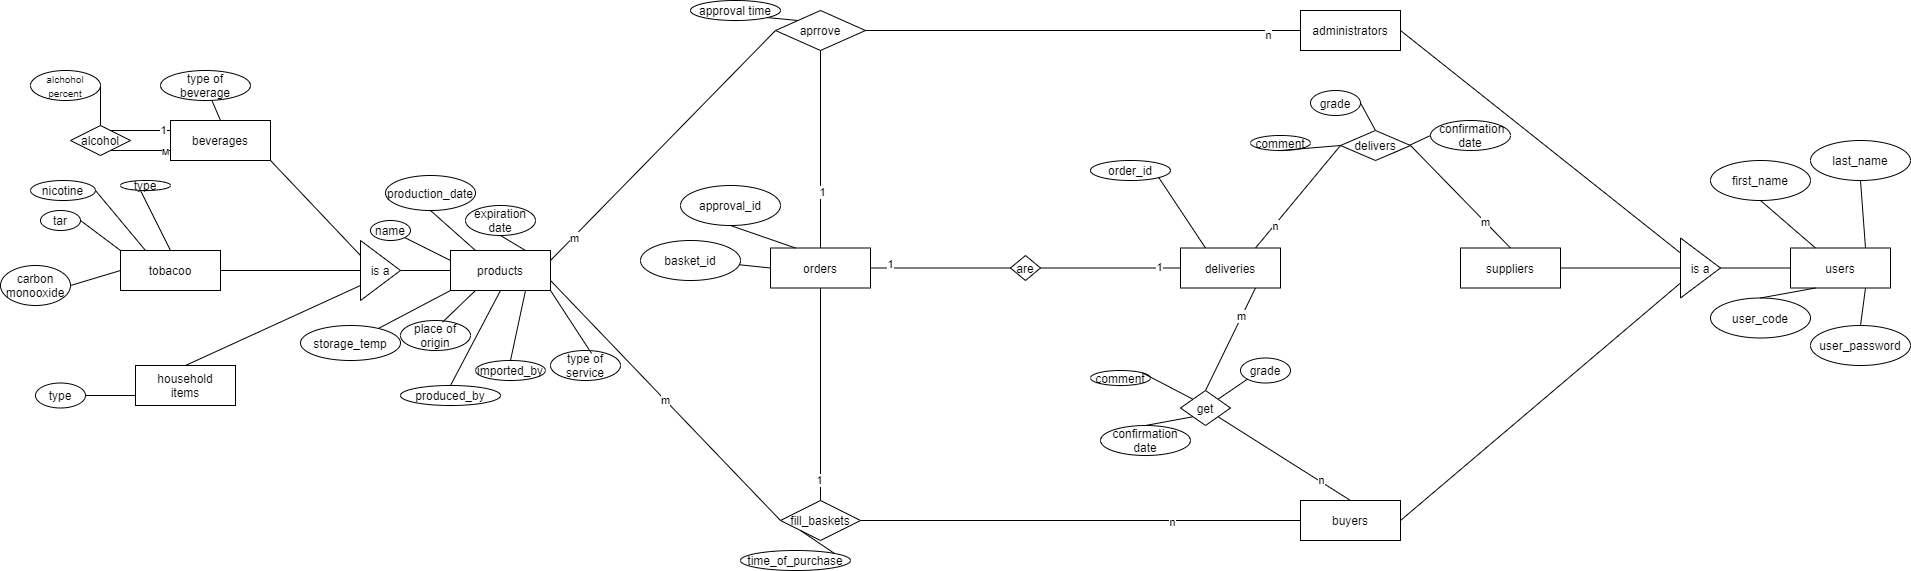 approval time
aprrove
n
administrators
alchohol
percent
type of
beverage
grade
1
alcohol
M
beverages
comment
delivers
confirmation
date
order_id
last_name
first_name
nicotine
type
production_date
1
approval_id
tar
name
expiration
date
m
n
m
carbon
monooxide
tobacoo
is a
products
basket_id
orders
1
are
1
deliveries
suppliers
is a
users
storage_temp
place of
origin
m
user_code
user_password
household
items
type
imported_by
type of
service
produced_by
m
comment
grade
get
confirmation
date
1
n
fill_baskets
n
buyers
time_of_purchase